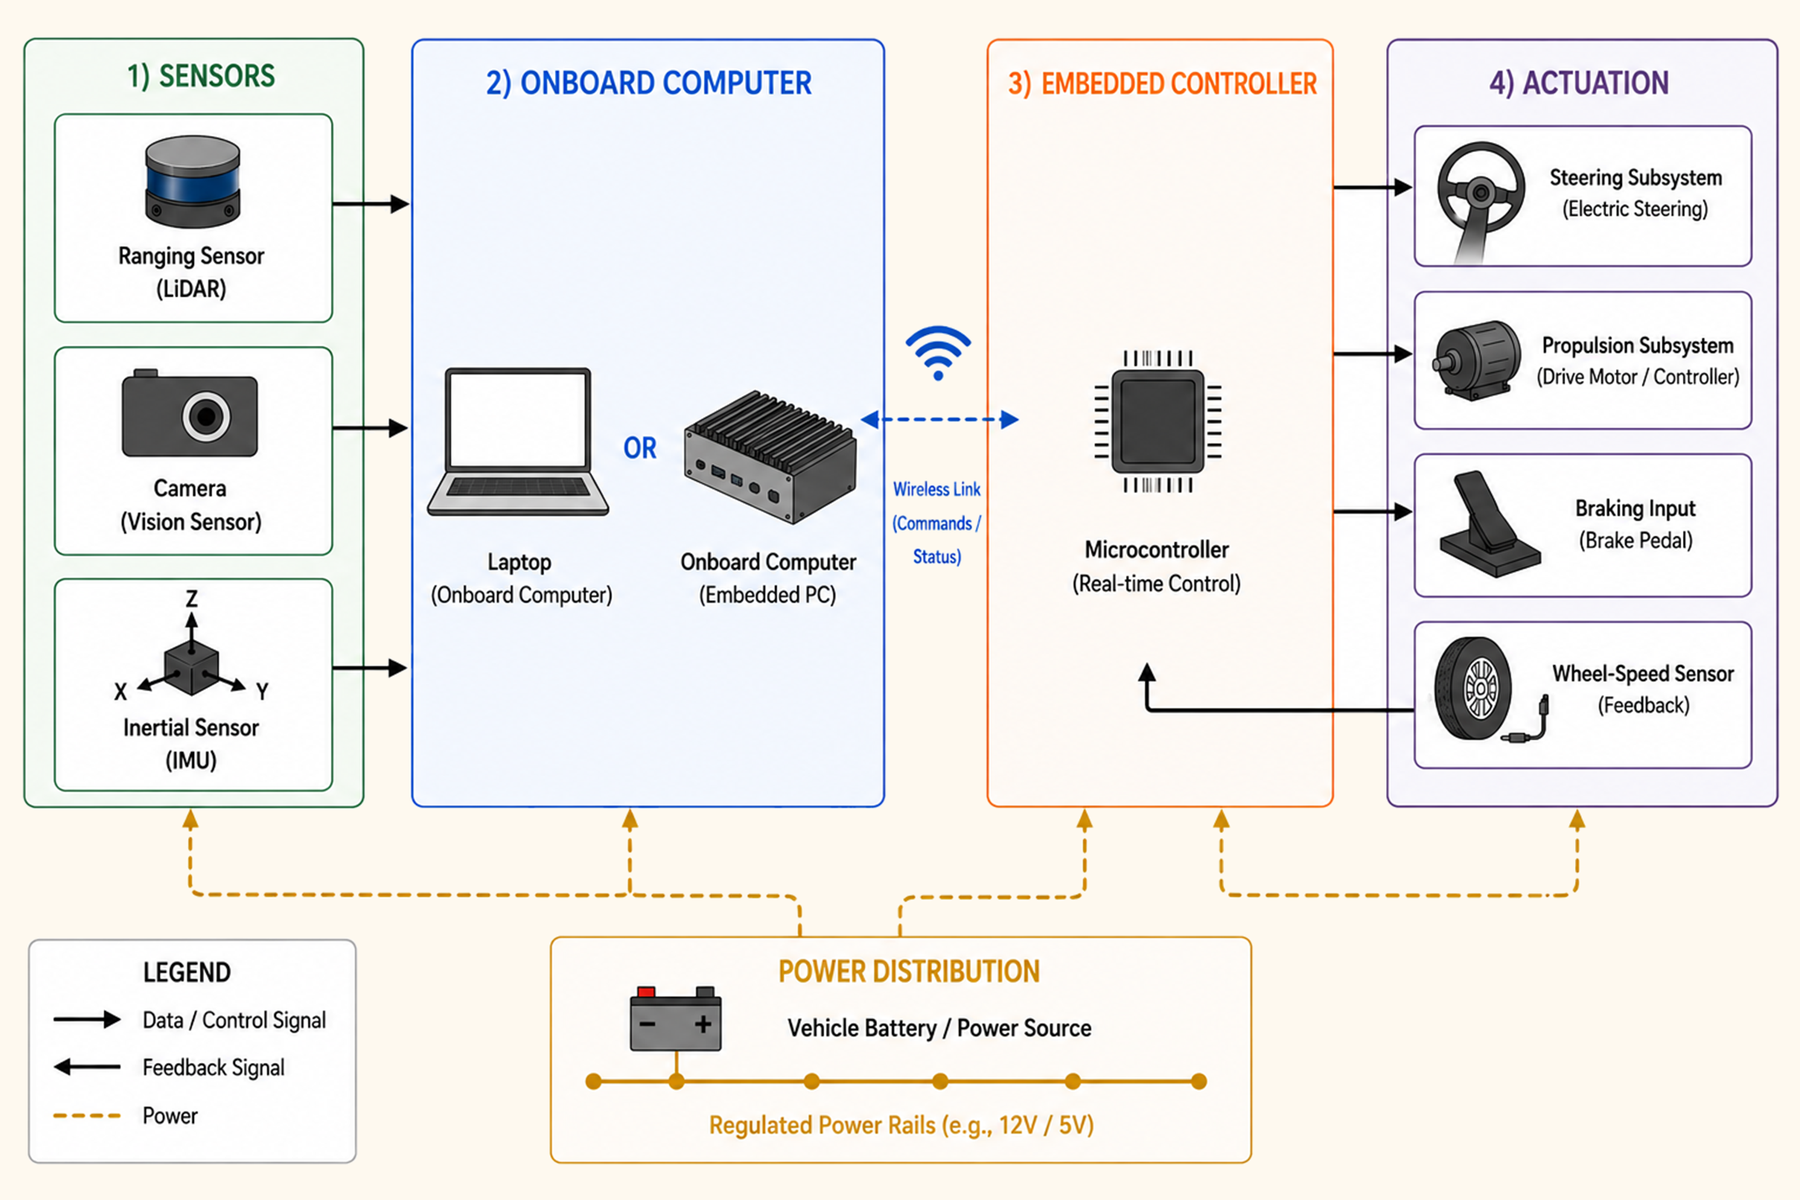 1) SENSORS
Ranging Sensor
(LiDAR)
Camera
(Vision Sensor)
Z
X
Y
Inertial Sensor
(IMU)
2) ONBOARD COMPUTER
Laptop
(Onboard Computer)
OR
Onboard Computer
(Embedded PC)
Wireless Link
(Commands /
Status)
3) EMBEDDED CONTROLLER
Microcontroller
(Real-time Control)
4) ACTUATION
Steering Subsystem
(Electric Steering)
Propulsion Subsystem
(Drive Motor / Controller)
Braking Input
(Brake Pedal)
Wheel-Speed Sensor
(Feedback)
LEGEND
Data / Control Signal
Feedback Signal
Power
POWER DISTRIBUTION
− +
Vehicle Battery / Power Source
Regulated Power Rails (e.g., 12V / 5V)